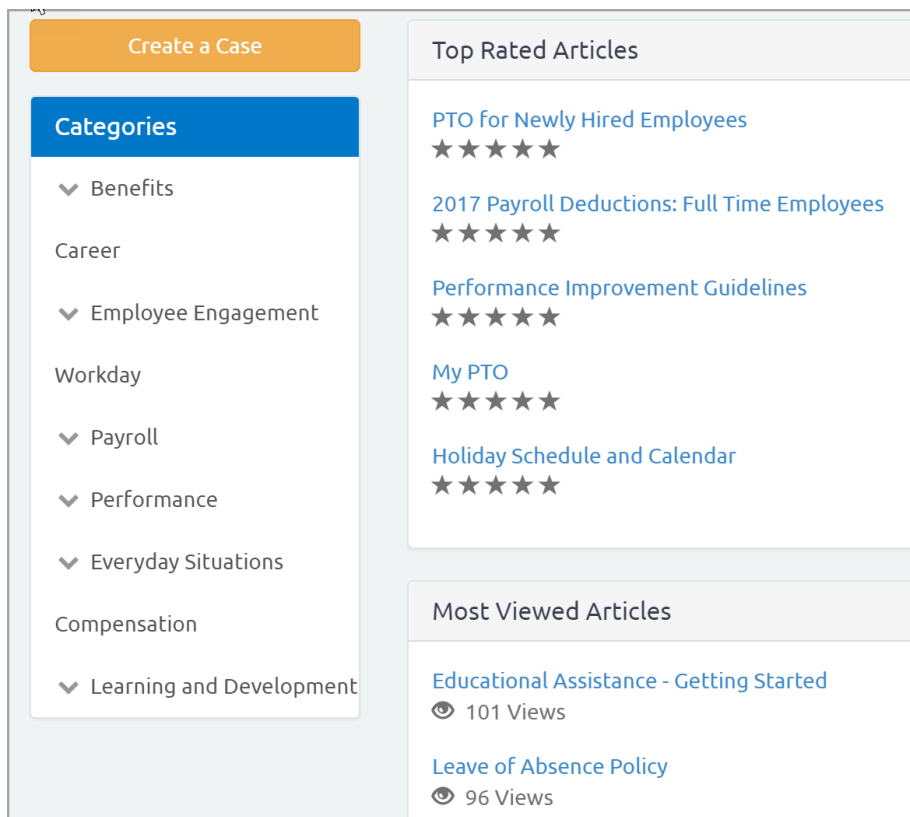 Create a Case
Categories
Benefits
Career
Employee Engagement
Workday
Payroll
Performance
Everyday Situations
Compensation
Learning and Development
Top Rated Articles
PTO for Newly Hired Employees
2017 Payroll Deductions: Full Time Employees
Performance Improvement Guidelines
My PTO
Holiday Schedule and Calendar
Most Viewed Articles
Educational Assistance - Getting Started
101 Views
Leave of Absence Policy
96 Views